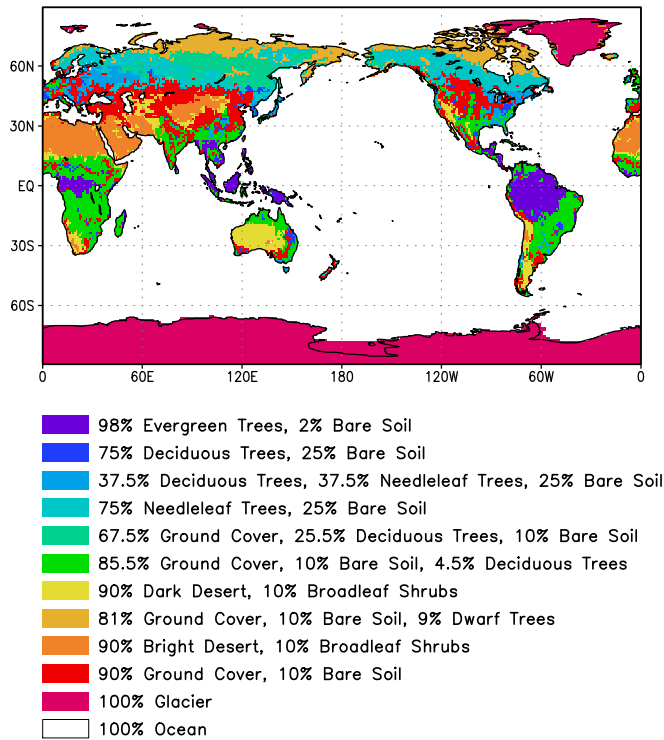 60N
30N
EQ
30S
60S
0 60E 120E 180 120W 60W 0
98% Evergreen Trees, 2% Bare Soil
75% Deciduous Trees, 25% Bare Soil
37.5% Deciduous Trees, 37.5% Needleleaf Trees, 25% Bare Soil
75% Needleleaf Trees, 25% Bare Soil
67.5% Ground Cover, 25.5% Deciduous Trees, 10% Bare Soil
85.5% Ground Cover, 10% Bare Soil, 4.5% Deciduous Trees
90% Dark Desert, 10% Broadleaf Shrubs
81% Ground Cover, 10% Bare Soil, 9% Dwarf Trees
90% Bright Desert, 10% Broadleaf Shrubs
90% Ground Cover, 10% Bare Soil
100% Glacier
100% Ocean